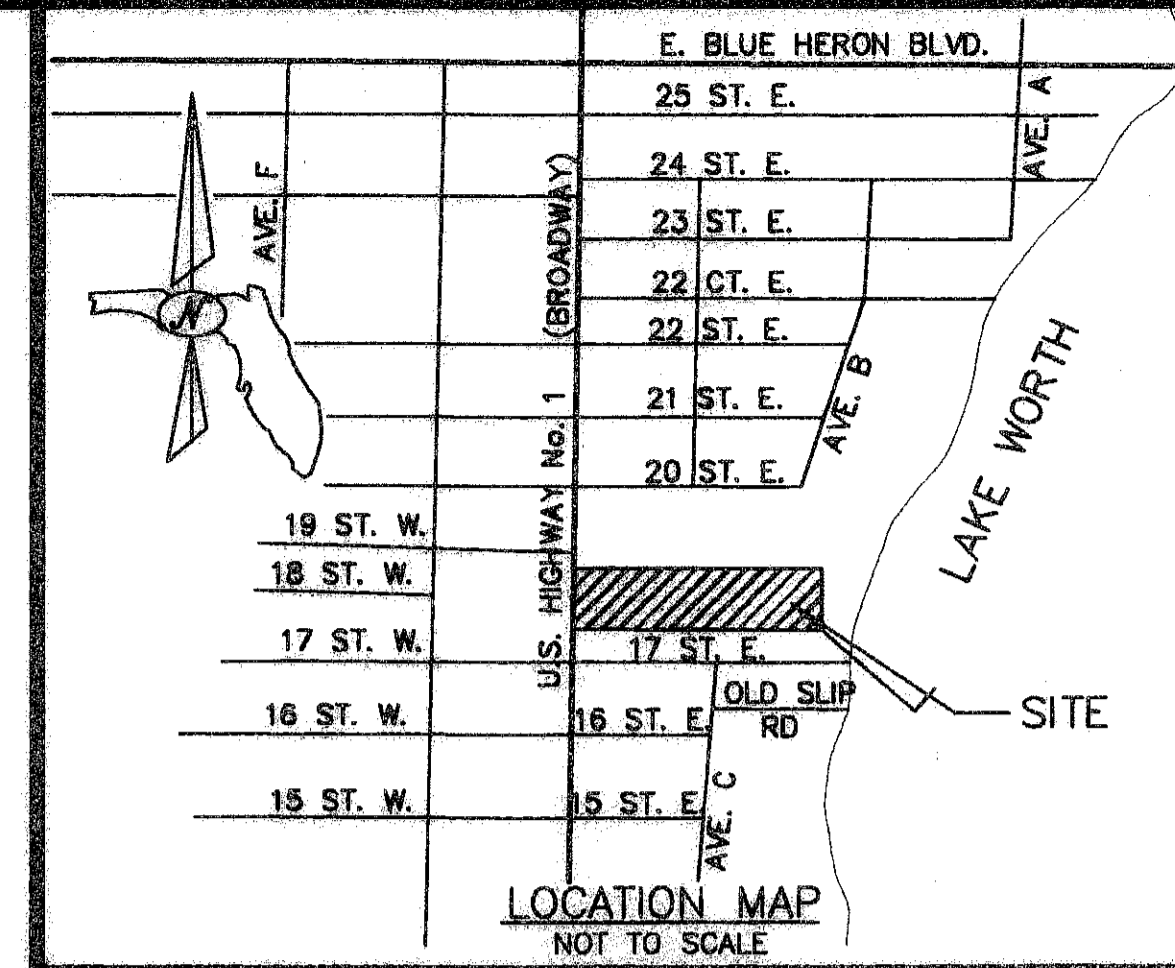 E. BLUE HERON BLVD.
25 ST. E.
AVE. A
24 ST. E.
AVE. F
23 ST. E.
22 CT. E.
22 ST. E.
N
U.S. HIGHWAY No. 1 (BROADWAY)
21 ST. E.
AVE. B
20 ST. E.
LAKE WORTH
19 ST. W.
18 ST. W.
17 ST. W.
17 ST. E.
OLD SLIP
RD
SITE
16 ST. W.
16 ST. E.
15 ST. W.
15 ST. E.
AVE. C
LOCATION MAP
NOT TO SCALE